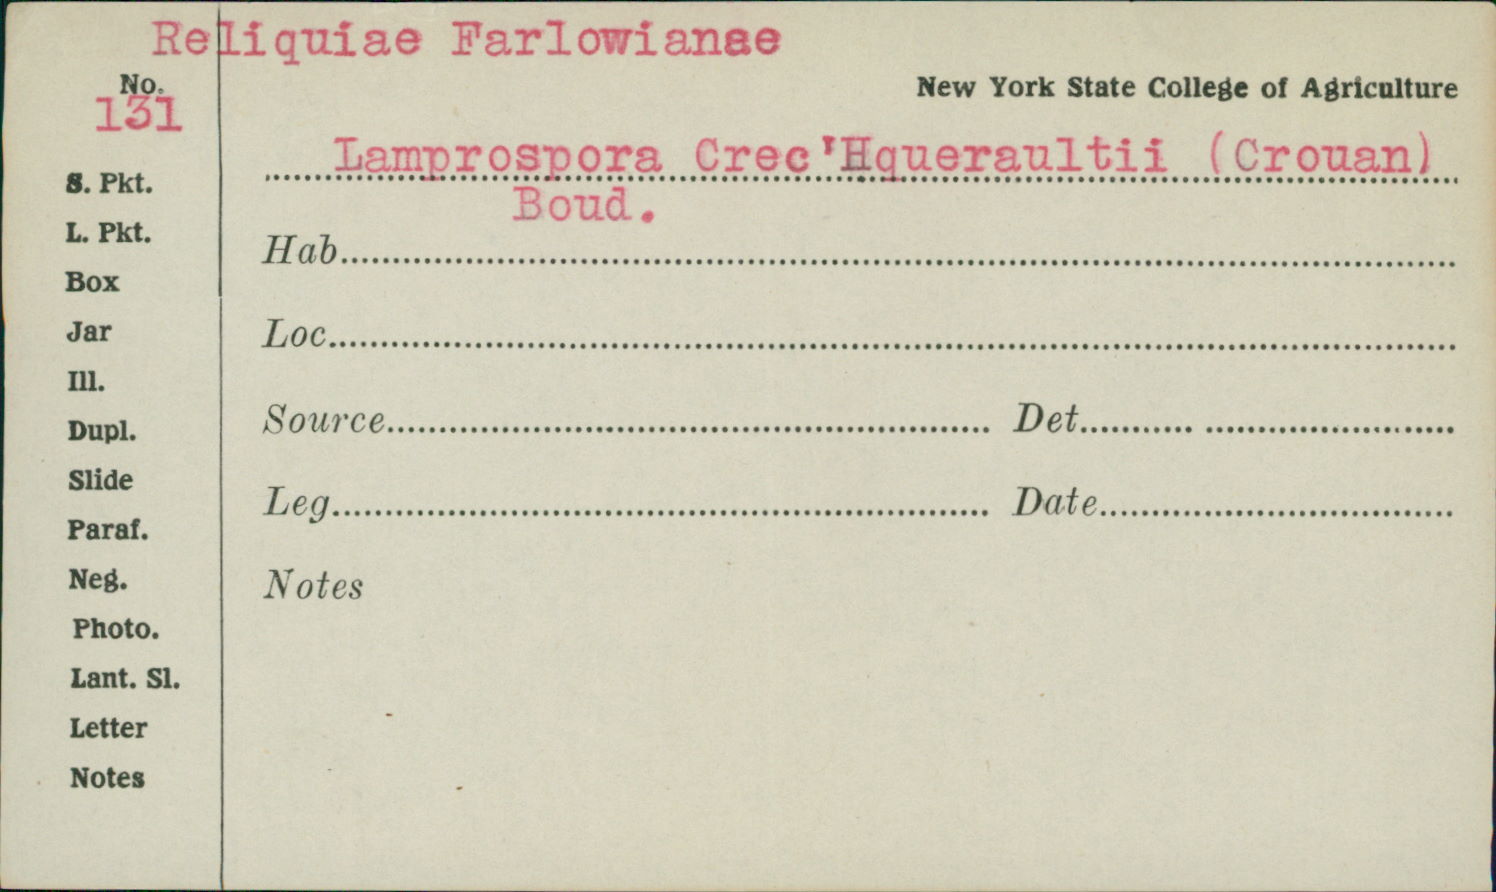 Reliquiae Farlowianae
No.
131
New York State College of Agriculture
Lamprospora Crec'Hqueraultii (Crouan)
Boud.
S. Pkt.
L. Pkt.
Box
Jar
Ill.
Dupl.
Slide
Paraf.
Neg.
Photo.
Lant. Sl.
Letter
Notes
Hab
Loc
Source Det
Leg Date
Notes